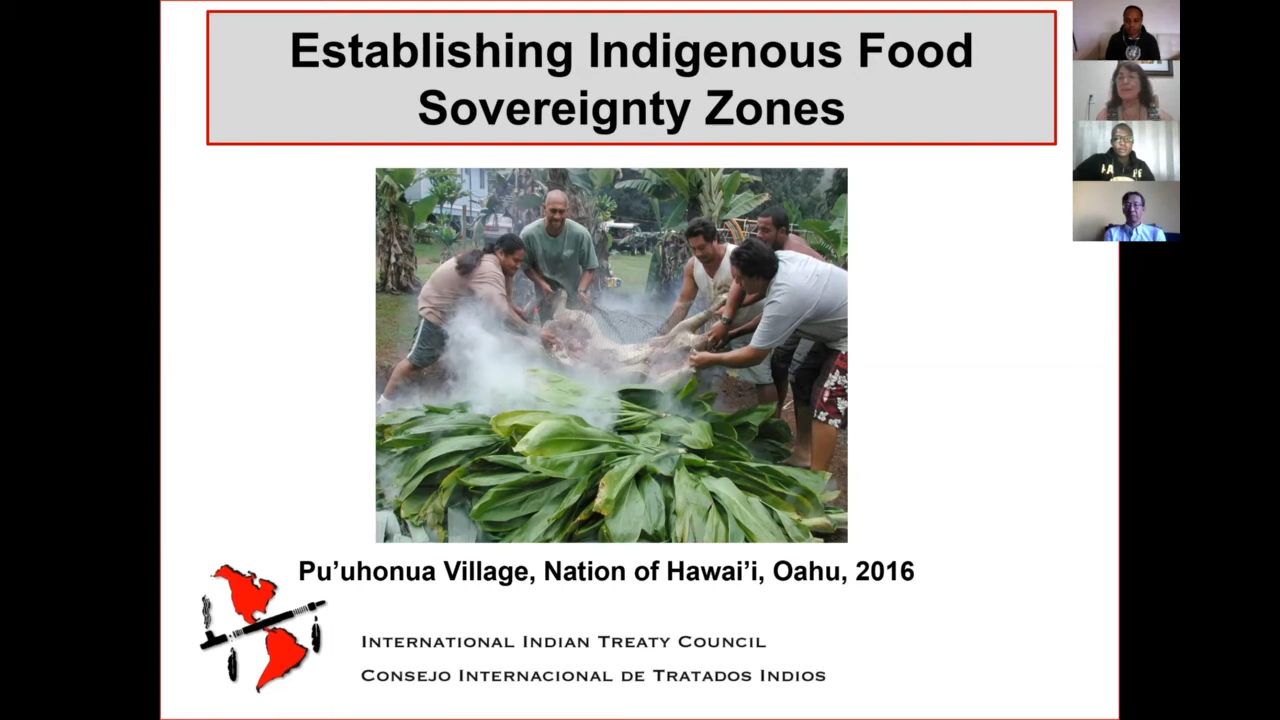 Establishing Indigenous Food
Sovereignty Zones
Pu’uhonua Village, Nation of Hawai’i, Oahu, 2016
INTERNATIONAL INDIAN TREATY COUNCIL
CONSEJO INTERNACIONAL DE TRATADOS INDIOS